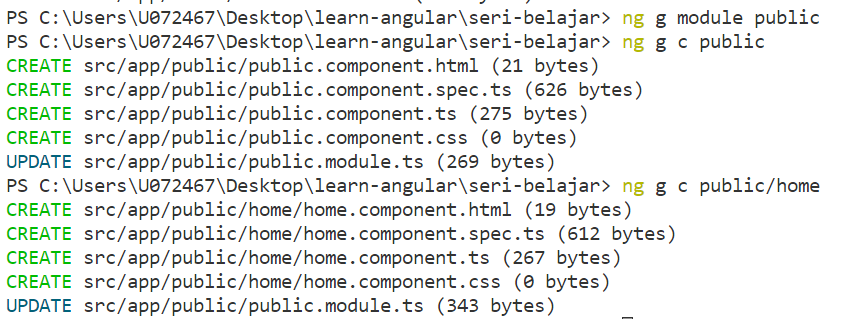 PS C:\Users\U072467\Desktop\learn-angular\seri-belajar> ng g module public
PS C:\Users\U072467\Desktop\learn-angular\seri-belajar> ng g c public
CREATE src/app/public/public.component.html (21 bytes)
CREATE src/app/public/public.component.spec.ts (626 bytes)
CREATE src/app/public/public.component.ts (275 bytes)
CREATE src/app/public/public.component.css (0 bytes)
UPDATE src/app/public/public.module.ts (269 bytes)
PS C:\Users\U072467\Desktop\learn-angular\seri-belajar> ng g c public/home
CREATE src/app/public/home/home.component.html (19 bytes)
CREATE src/app/public/home/home.component.spec.ts (612 bytes)
CREATE src/app/public/home/home.component.ts (267 bytes)
CREATE src/app/public/home/home.component.css (0 bytes)
UPDATE src/app/public/public.module.ts (343 bytes)